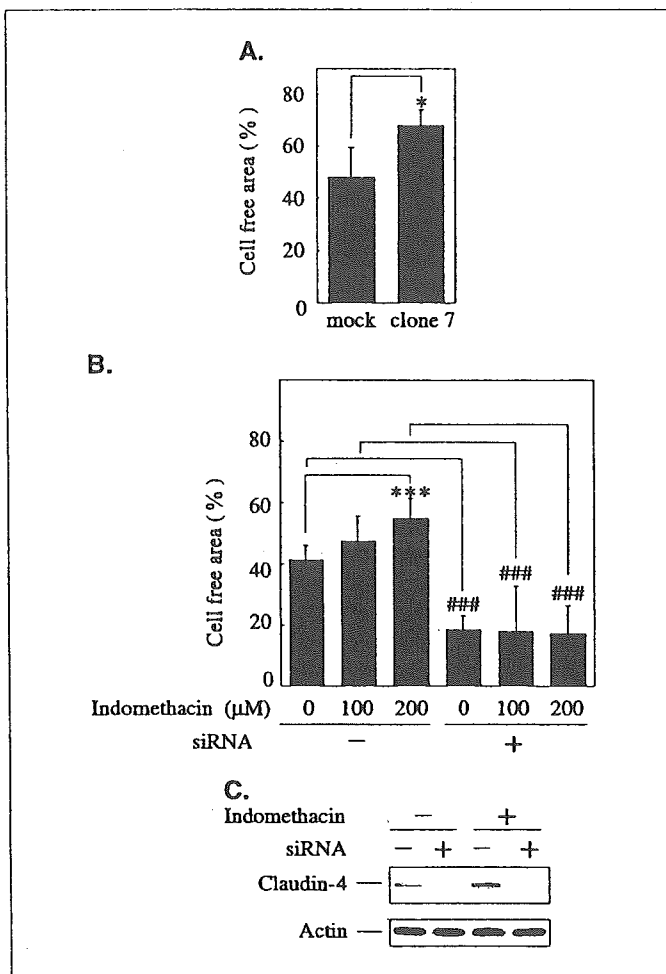 A.
Cell free area ( % )
80
60
40
20
0
*
mock clone 7
B.
Cell free area ( % )
80
60
40
20
0
***
### ### ###
Indomethacin (μM) 0 100 200 0 100 200
siRNA − +
C.
Indomethacin − +
siRNA − + − +
Claudin-4
Actin